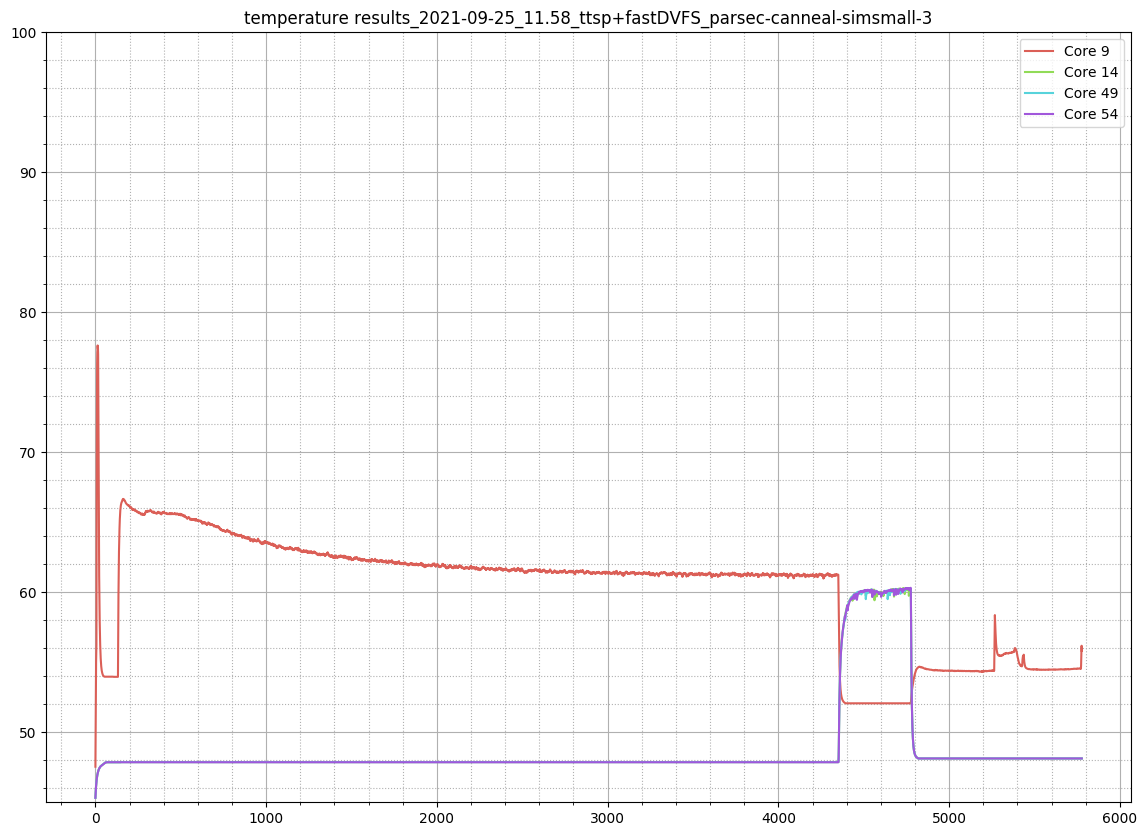 temperature results_2021-09-25_11.58_ttsp+fastDVFS_parsec-canneal-simsmall-3
Core 9
Core 14
Core 49
Core 54
100
90
80
70
60
50
0 1000 2000 3000 4000 5000 6000